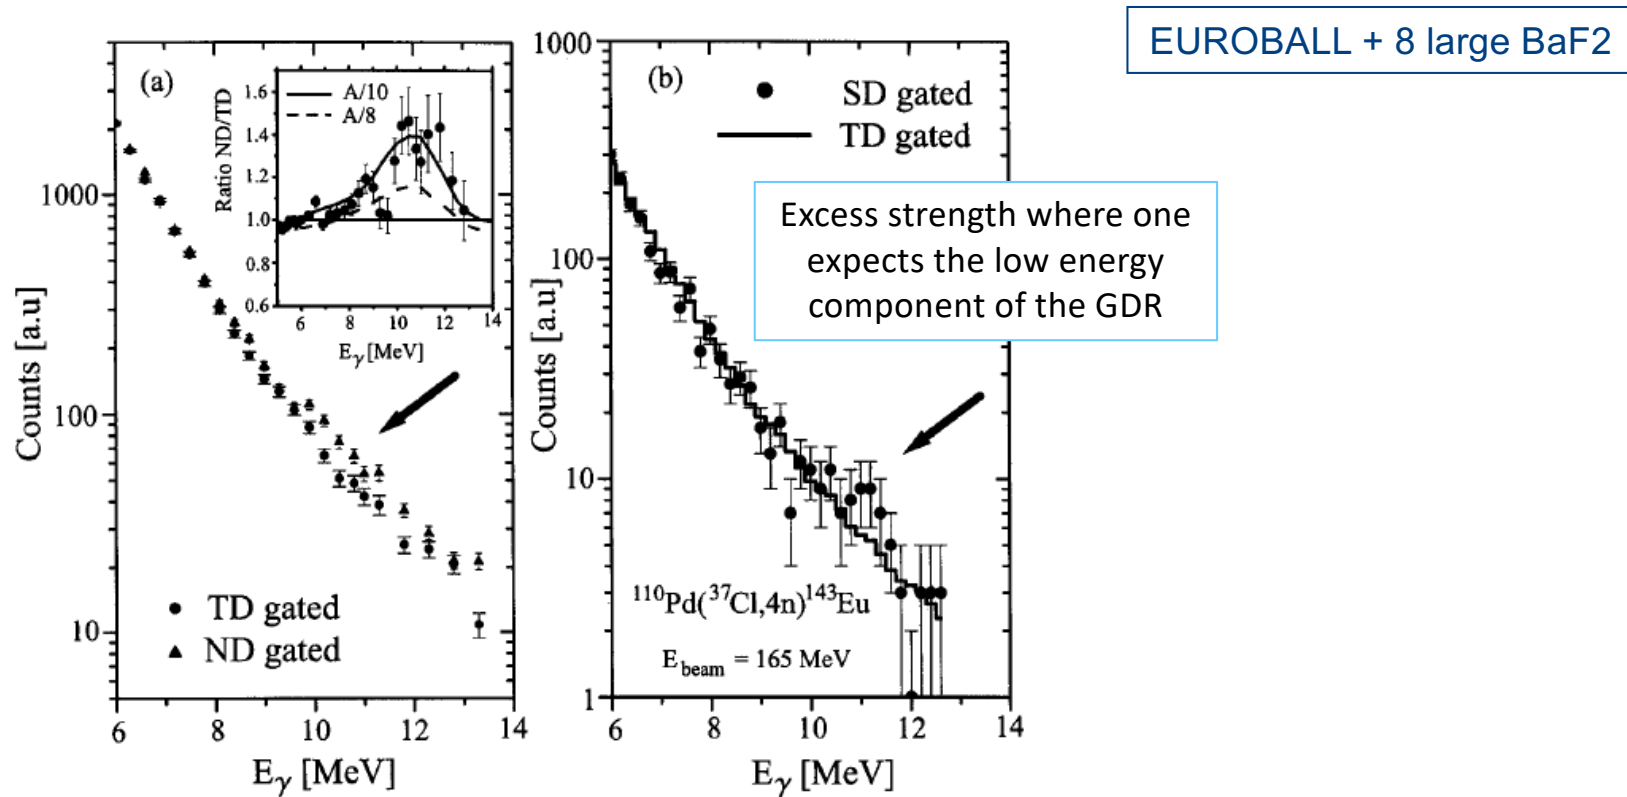 EUROBALL + 8 large BaF2
(a)
1.6
1.4
1.2
1.0
0.8
0.6
Ratio ND/TD
A/10
A/8
6 8 10 12 14
Eγ [MeV]
1000
100
10
Counts [a.u]
TD gated
ND gated
6 8 10 12 14
Eγ [MeV]
(b)
SD gated
TD gated
1000
100
10
1
Counts [a.u]
Excess strength where one
expects the low energy
component of the GDR
¹¹⁰Pd(³⁷Cl,4n)¹⁴³Eu
E_beam = 165 MeV
6 8 10 12 14
Eγ [MeV]